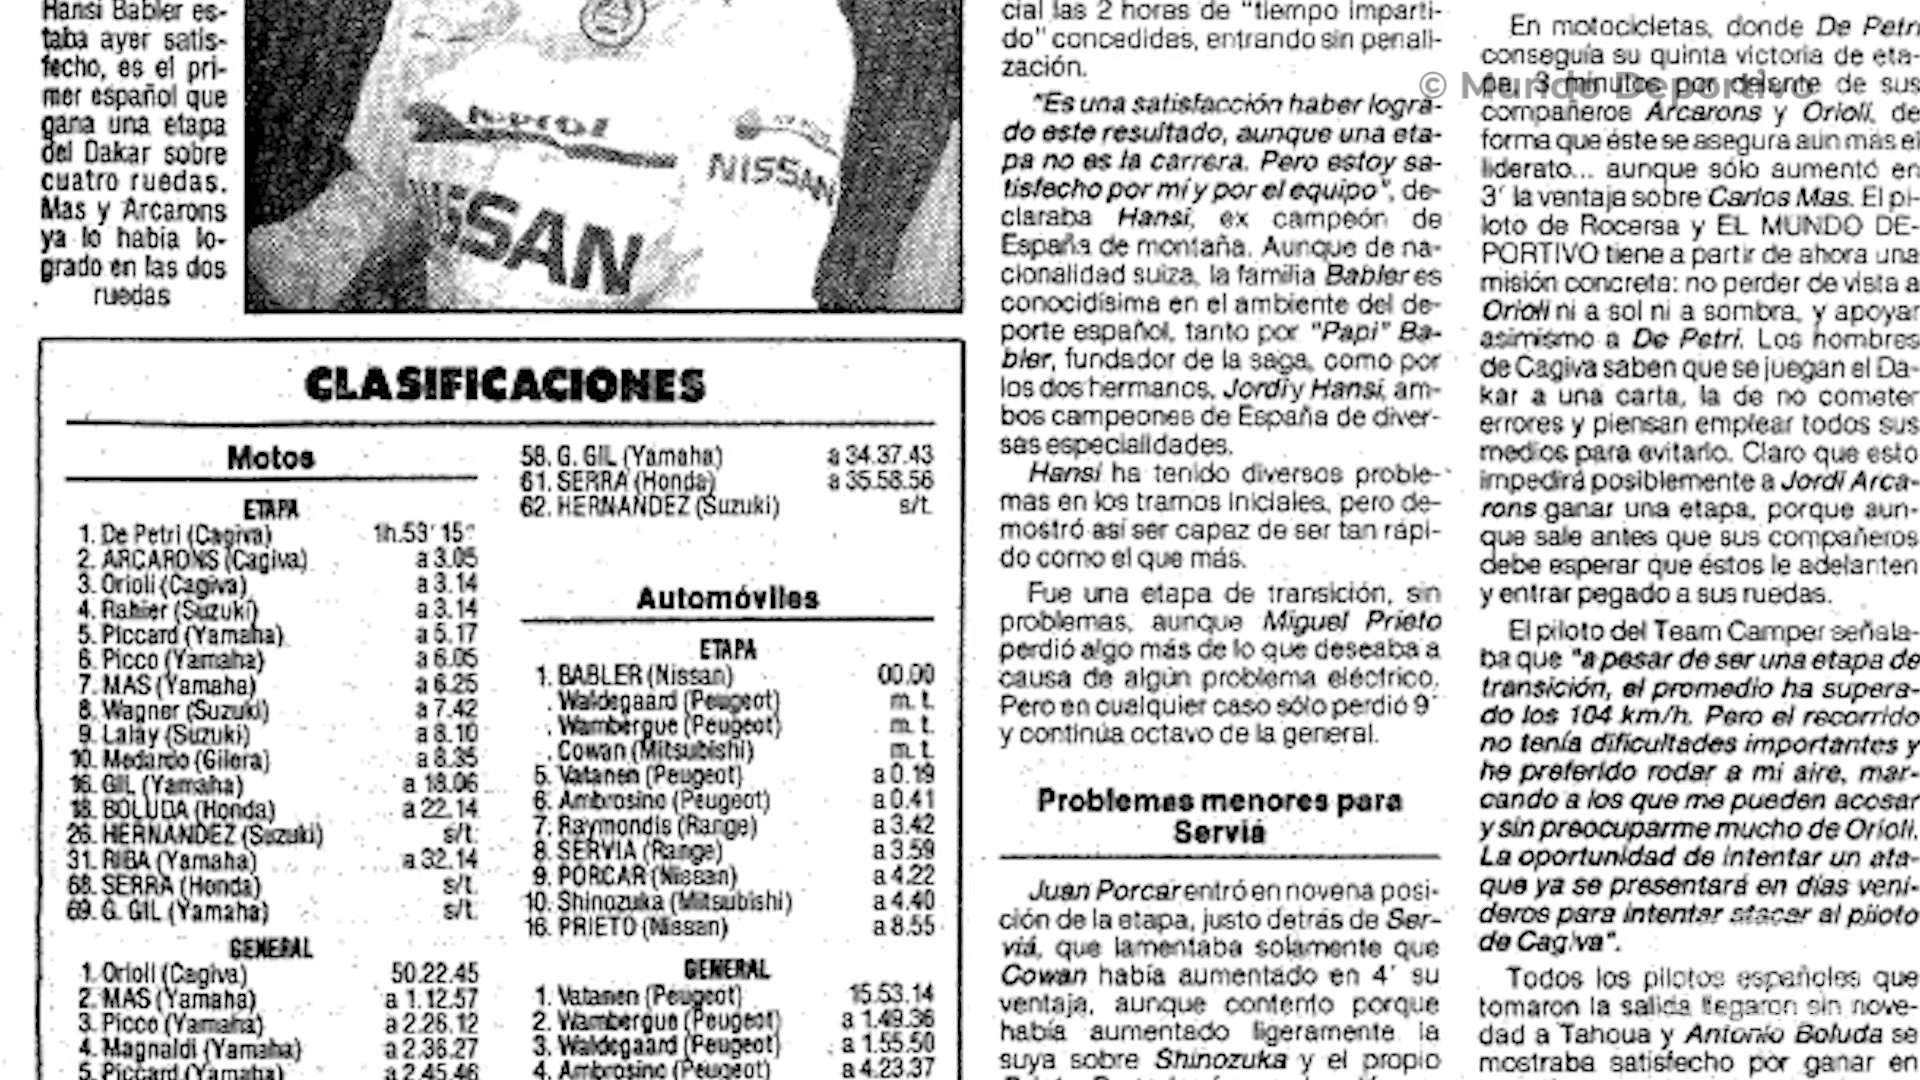 Hansi Babler es-
taba ayer satis-
fecho, es el pri-
mer español que
gana una etapa
del Dakar sobre
cuatro ruedas.
Mas y Arcarons
ya lo había lo-
grado en las dos
ruedas
NISSAN
SSAN
CLASIFICACIONES
Motos
ETAPA
1. De Petri (Cagiva) 1h.53'15"
2. ARCARONS (Cagiva) a 3.05
3. Orioli (Cagiva) a 3.14
4. Rahier (Suzuki) a 3.14
5. Piccard (Yamaha) a 5.17
6. Picco (Yamaha) a 6.05
7. MAS (Yamaha) a 6.25
8. Wagner (Suzuki) a 7.42
9. Lalay (Suzuki) a 8.10
10. Medardo (Gilera) a 8.35
16. GIL (Yamaha) a 18.06
18. BOLUDA (Honda) a 22.14
26. HERNANDEZ (Suzuki) s/t.
31. RIBA (Yamaha) a 32.14
68. SERRA (Honda) s/t.
69. G. GIL (Yamaha) s/t.
GENERAL
1. Orioli (Cagiva) 50.22.45
2. MAS (Yamaha) a 1.12.57
3. Picco (Yamaha) a 2.26.12
4. Magnaldi (Yamaha) a 2.36.27
5. Piccard (Yamaha) a 2.45.46
58. G. GIL (Yamaha) a 34.37.43
61. SERRA (Honda) a 35.58.56
62. HERNANDEZ (Suzuki) s/t.
Automóviles
ETAPA
1. BABLER (Nissan) 00.00
. Waldegaard (Peugeot) m. t.
. Wambergue (Peugeot) m. t.
. Cowan (Mitsubishi) m. t.
5. Vatanen (Peugeot) a 0.19
6. Ambrosino (Peugeot) a 0.41
7. Raymondis (Range) a 3.42
8. SERVIA (Range) a 3.59
9. PORCAR (Nissan) a 4.22
10. Shinozuka (Mitsubishi) a 4.40
16. PRIETO (Nissan) a 8.55
GENERAL
1. Vatanen (Peugeot) 15.53.14
2. Wambergue (Peugeot) a 1.49.36
3. Waldegaard (Peugeot) a 1.55.50
4. Ambrosino (Peugeot) a 4.23.37
cial las 2 horas de "tiempo imparti-
do" concedidas, entrando sin penali-
zación.
"Es una satisfacción haber logra-
do este resultado, aunque una eta-
pa no es la carrera. Pero estoy sa-
tisfecho por mí y por el equipo", de-
claraba Hansi, ex campeón de
España de montaña. Aunque de na-
cionalidad suiza, la familia Babler es
conocidísima en el ambiente del de-
porte español, tanto por "Papi" Ba-
bler, fundador de la saga, como por
los dos hermanos, Jordi y Hansi, am-
bos campeones de España de diver-
sas especialidades.
Hansi ha tenido diversos proble-
mas en los tramos iniciales, pero de-
mostró así ser capaz de ser tan rápi-
do como el que más.
Fue una etapa de transición, sin
problemas, aunque Miguel Prieto
perdió algo más de lo que deseaba a
causa de algún problema eléctrico.
Pero en cualquier caso sólo perdió 9'
y continúa octavo de la general.
Problemas menores para
Serviá
Juan Porcar entró en novena posi-
ción de la etapa, justo detrás de Ser-
viá, que lamentaba solamente que
Cowan había aumentado en 4' su
ventaja, aunque contento porque
había aumentado ligeramente la
suya sobre Shinozuka y el propio
En motocicletas, donde De Petri
conseguía su quinta victoria de eta-
pa, 3 minutos por delante de sus
compañeros Arcarons y Orioli, de
forma que éste se asegura aún más el
liderato... aunque sólo aumentó en
3' la ventaja sobre Carlos Mas. El pi-
loto de Rocersa y EL MUNDO DE-
PORTIVO tiene a partir de ahora una
misión concreta: no perder de vista a
Orioli ni a sol ni a sombra, y apoyar
asimismo a De Petri. Los hombres
de Cagiva saben que se juegan el Da-
kar a una carta, la de no cometer
errores y piensan emplear todos sus
medios para evitarlo. Claro que esto
impedirá posiblemente a Jordi Arca-
rons ganar una etapa, porque aun-
que sale antes que sus compañeros
debe esperar que éstos le adelanten
y entrar pegado a sus ruedas.
El piloto del Team Camper señala-
ba que "a pesar de ser una etapa de
transición, el promedio ha supera-
do los 104 km/h. Pero el recorrido
no tenía dificultades importantes y
he preferido rodar a mi aire, mar-
cando a los que me pueden acosar
y sin preocuparme mucho de Orioli.
La oportunidad de intentar un ata-
que ya se presentará en días veni-
deros para intentar atacar al piloto
de Cagiva".
Todos los pilotos españoles que
tomaron la salida llegaron sin nove-
dad a Tahoua y Antonio Boluda se
mostraba satisfecho por ganar en
© Mundo Deportivo